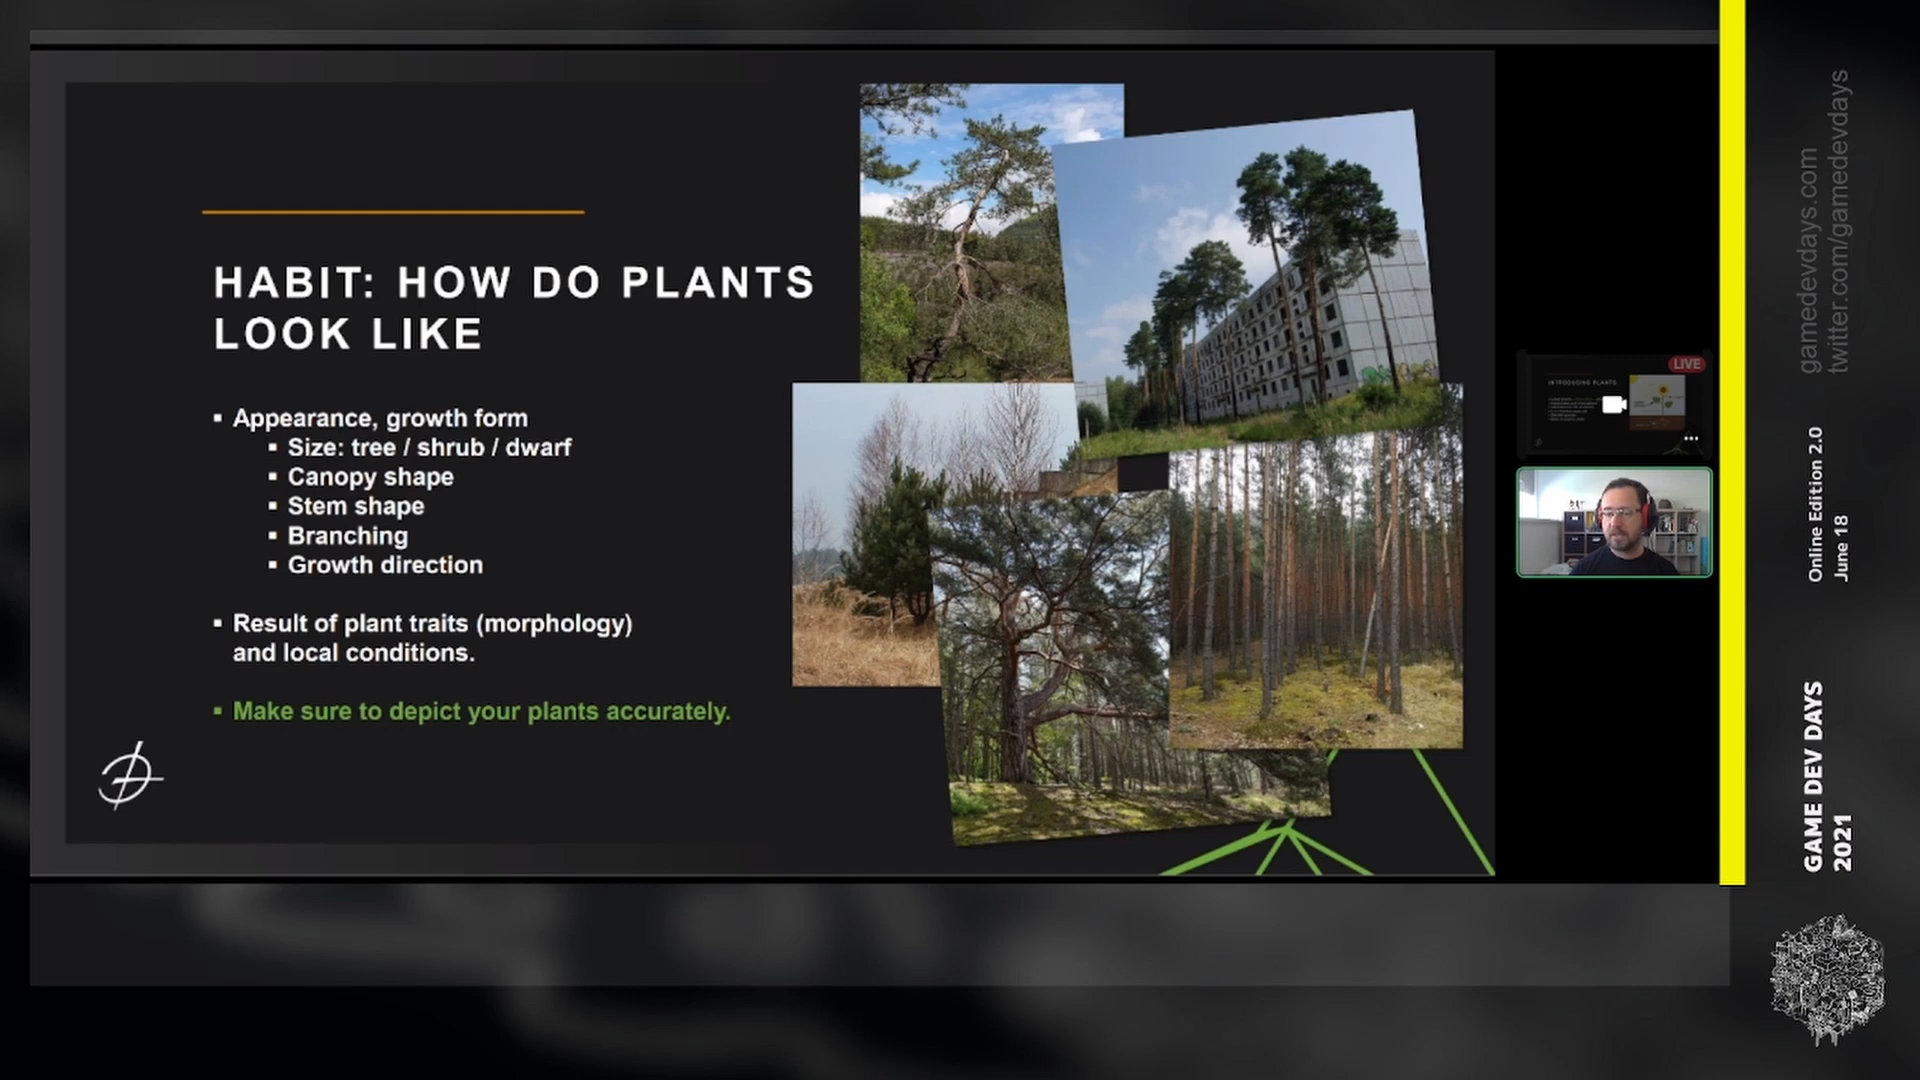 HABIT: HOW DO PLANTS
LOOK LIKE
▪ Appearance, growth form
▪ Size: tree / shrub / dwarf
▪ Canopy shape
▪ Stem shape
▪ Branching
▪ Growth direction
▪ Result of plant traits (morphology)
and local conditions.
▪ Make sure to depict your plants accurately.
LIVE
INTRODUCING PLANTS
gamedevdays.com
twitter.com/gamedevdays
Online Edition 2.0
June 18
GAME DEV DAYS
2021